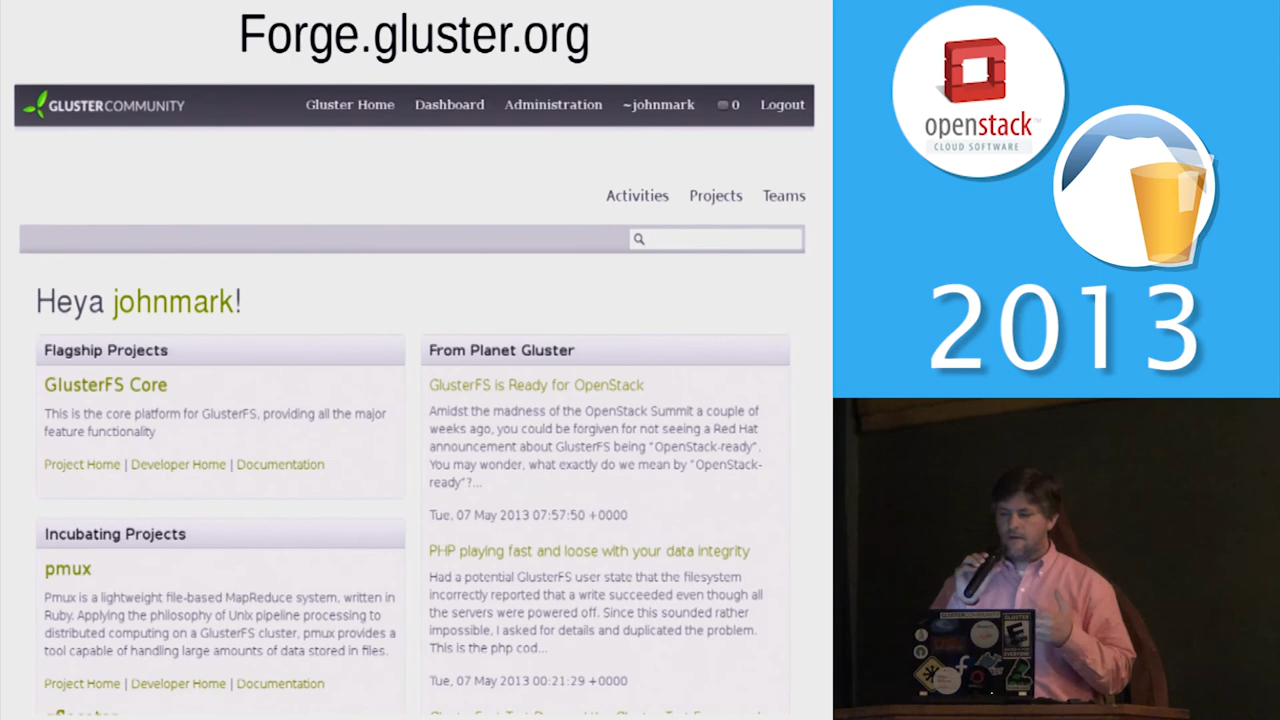 Forge.gluster.org
GLUSTERCOMMUNITY
Gluster Home Dashboard Administration ~johnmark 0 Logout
Activities Projects Teams
Heya johnmark!
Flagship Projects
GlusterFS Core
This is the core platform for GlusterFS, providing all the major
feature functionality
Project Home | Developer Home | Documentation
Incubating Projects
pmux
Pmux is a lightweight file-based MapReduce system, written in
Ruby. Applying the philosophy of Unix pipeline processing to
distributed computing on a GlusterFS cluster, pmux provides a
tool capable of handling large amounts of data stored in files.
Project Home | Developer Home | Documentation
From Planet Gluster
GlusterFS is Ready for OpenStack
Amidst the madness of the OpenStack Summit a couple of
weeks ago, you could be forgiven for not seeing a Red Hat
announcement about GlusterFS being "OpenStack-ready".
You may wonder, what exactly do we mean by "OpenStack-
ready"?...
Tue, 07 May 2013 07:57:50 +0000
PHP playing fast and loose with your data integrity
Had a potential GlusterFS user state that the filesystem
incorrectly reported that a write succeeded even though all
the servers were powered off. Since this sounded rather
impossible, I asked for details and duplicated the problem.
This is the php cod...
Tue, 07 May 2013 00:21:29 +0000
openstack™
CLOUD SOFTWARE
2013
GLUSTERCOMMUNITY
GLUSTER
E
EVERYONE
f